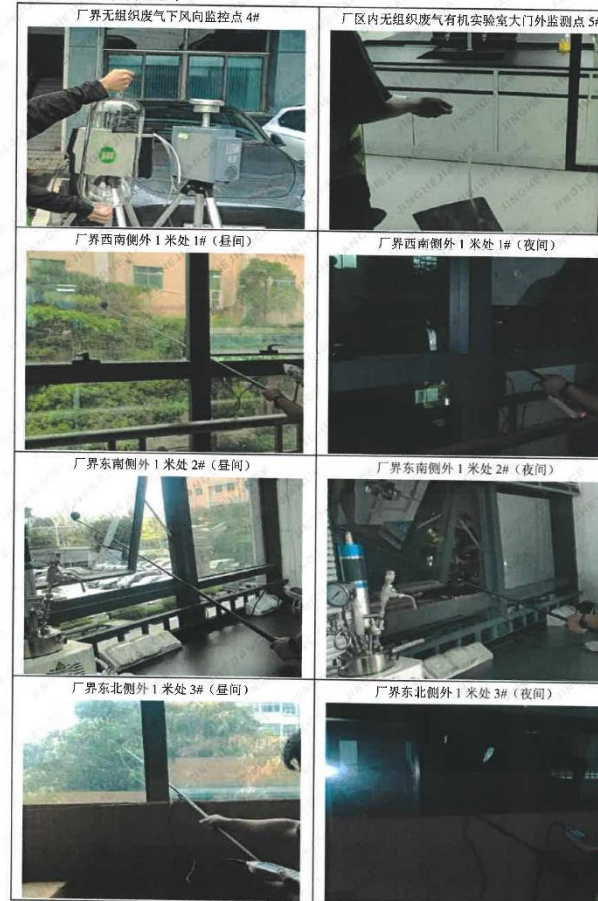 厂界无组织废气下风向监控点 4#
厂区内无组织废气有机实验室大门外监测点 5#
厂界西南侧外 1 米处 1#（昼间）
厂界西南侧外 1 米处 1#（夜间）
厂界东南侧外 1 米处 2#（昼间）
厂界东南侧外 1 米处 2#（夜间）
厂界东北侧外 1 米处 3#（昼间）
厂界东北侧外 1 米处 3#（夜间）
JINGHEJIANCE